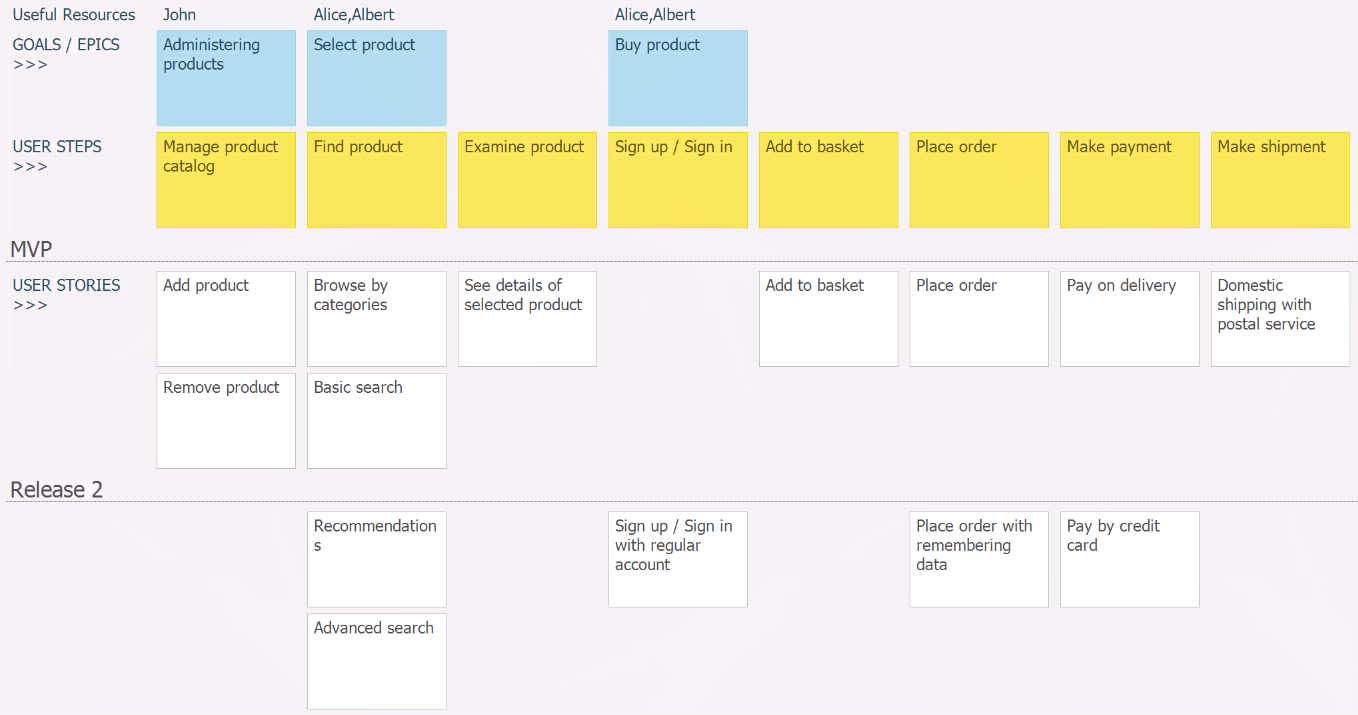 Useful Resources John Alice,Albert Alice,Albert
GOALS / EPICS Administering Select product Buy product
>>> products
USER STEPS Manage product Find product Examine product Sign up / Sign in Add to basket Place order Make payment Make shipment
>>> catalog
MVP
USER STORIES Add product Browse by See details of Add to basket Place order Pay on delivery Domestic
>>> categories selected product shipping with
postal service
Remove product Basic search
Release 2
Recommendation Sign up / Sign in Place order with Pay by credit
s with regular remembering card
account data
Advanced search